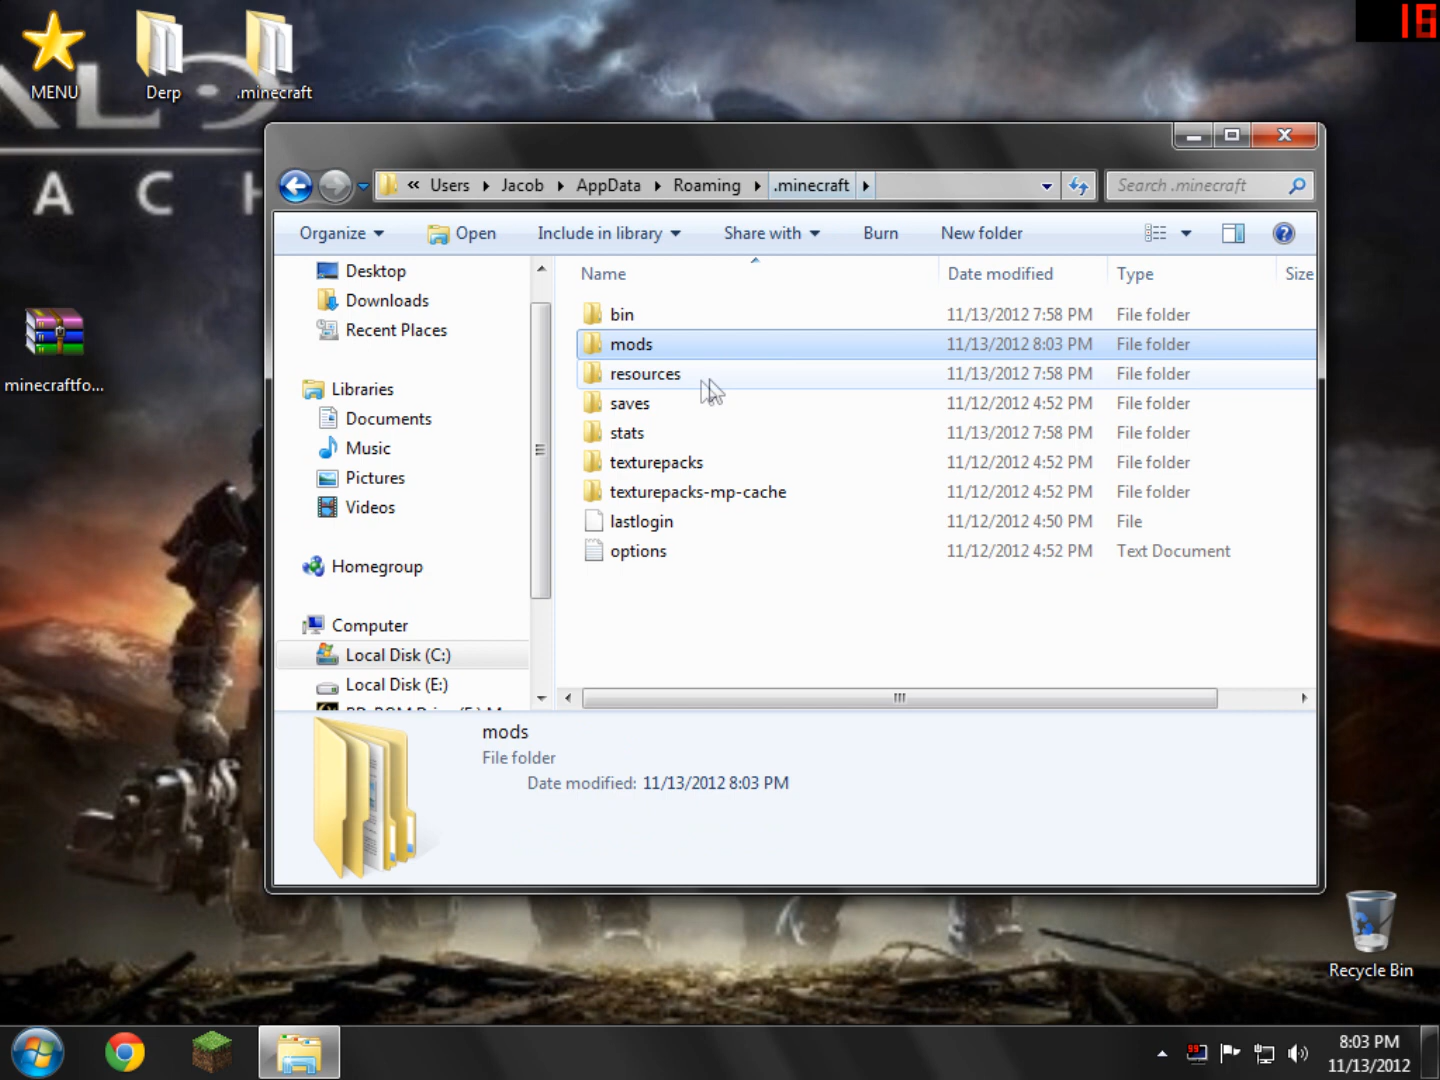 16
MENU
Derp
.minecraft
A C H
« Users ▸ Jacob ▸ AppData ▸ Roaming ▸ .minecraft ▸
Search .minecraft
Organize
Open
Include in library
Share with
Burn
New folder
Desktop
Downloads
Recent Places
Libraries
Documents
Music
Pictures
Videos
Homegroup
Computer
Local Disk (C:)
Local Disk (E:)
Name Date modified Type Size
bin 11/13/2012 7:58 PM File folder
mods 11/13/2012 8:03 PM File folder
resources 11/13/2012 7:58 PM File folder
saves 11/12/2012 4:52 PM File folder
stats 11/13/2012 7:58 PM File folder
texturepacks 11/12/2012 4:52 PM File folder
texturepacks-mp-cache 11/12/2012 4:52 PM File folder
lastlogin 11/12/2012 4:50 PM File
options 11/12/2012 4:52 PM Text Document
minecraftfo...
mods
File folder
Date modified: 11/13/2012 8:03 PM
Recycle Bin
99
8:03 PM
11/13/2012